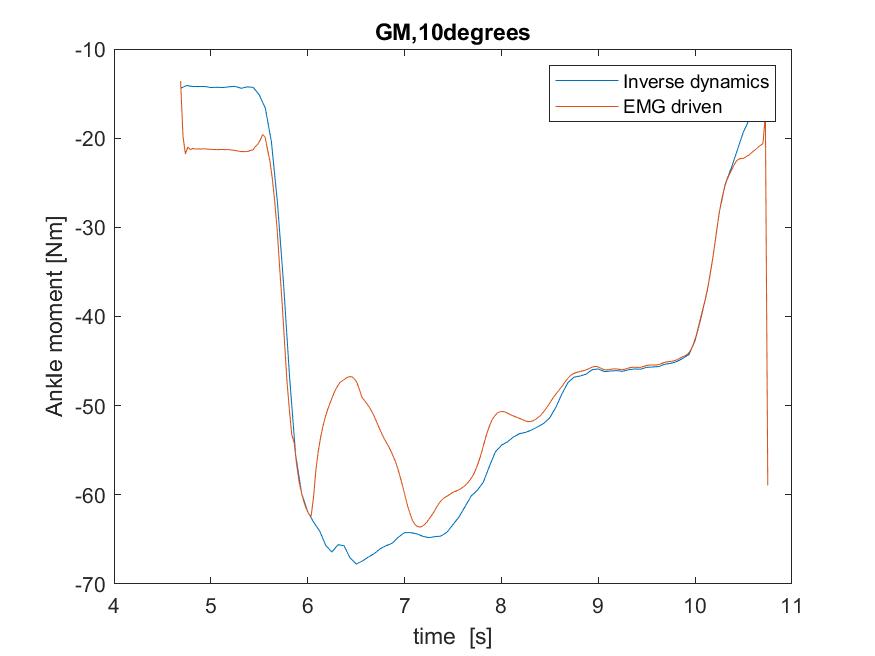 GM,10degrees
-10
-20
-30
-40
-50
-60
-70
Ankle moment [Nm]
Inverse dynamics
EMG driven
4 5 6 7 8 9 10 11
time [s]